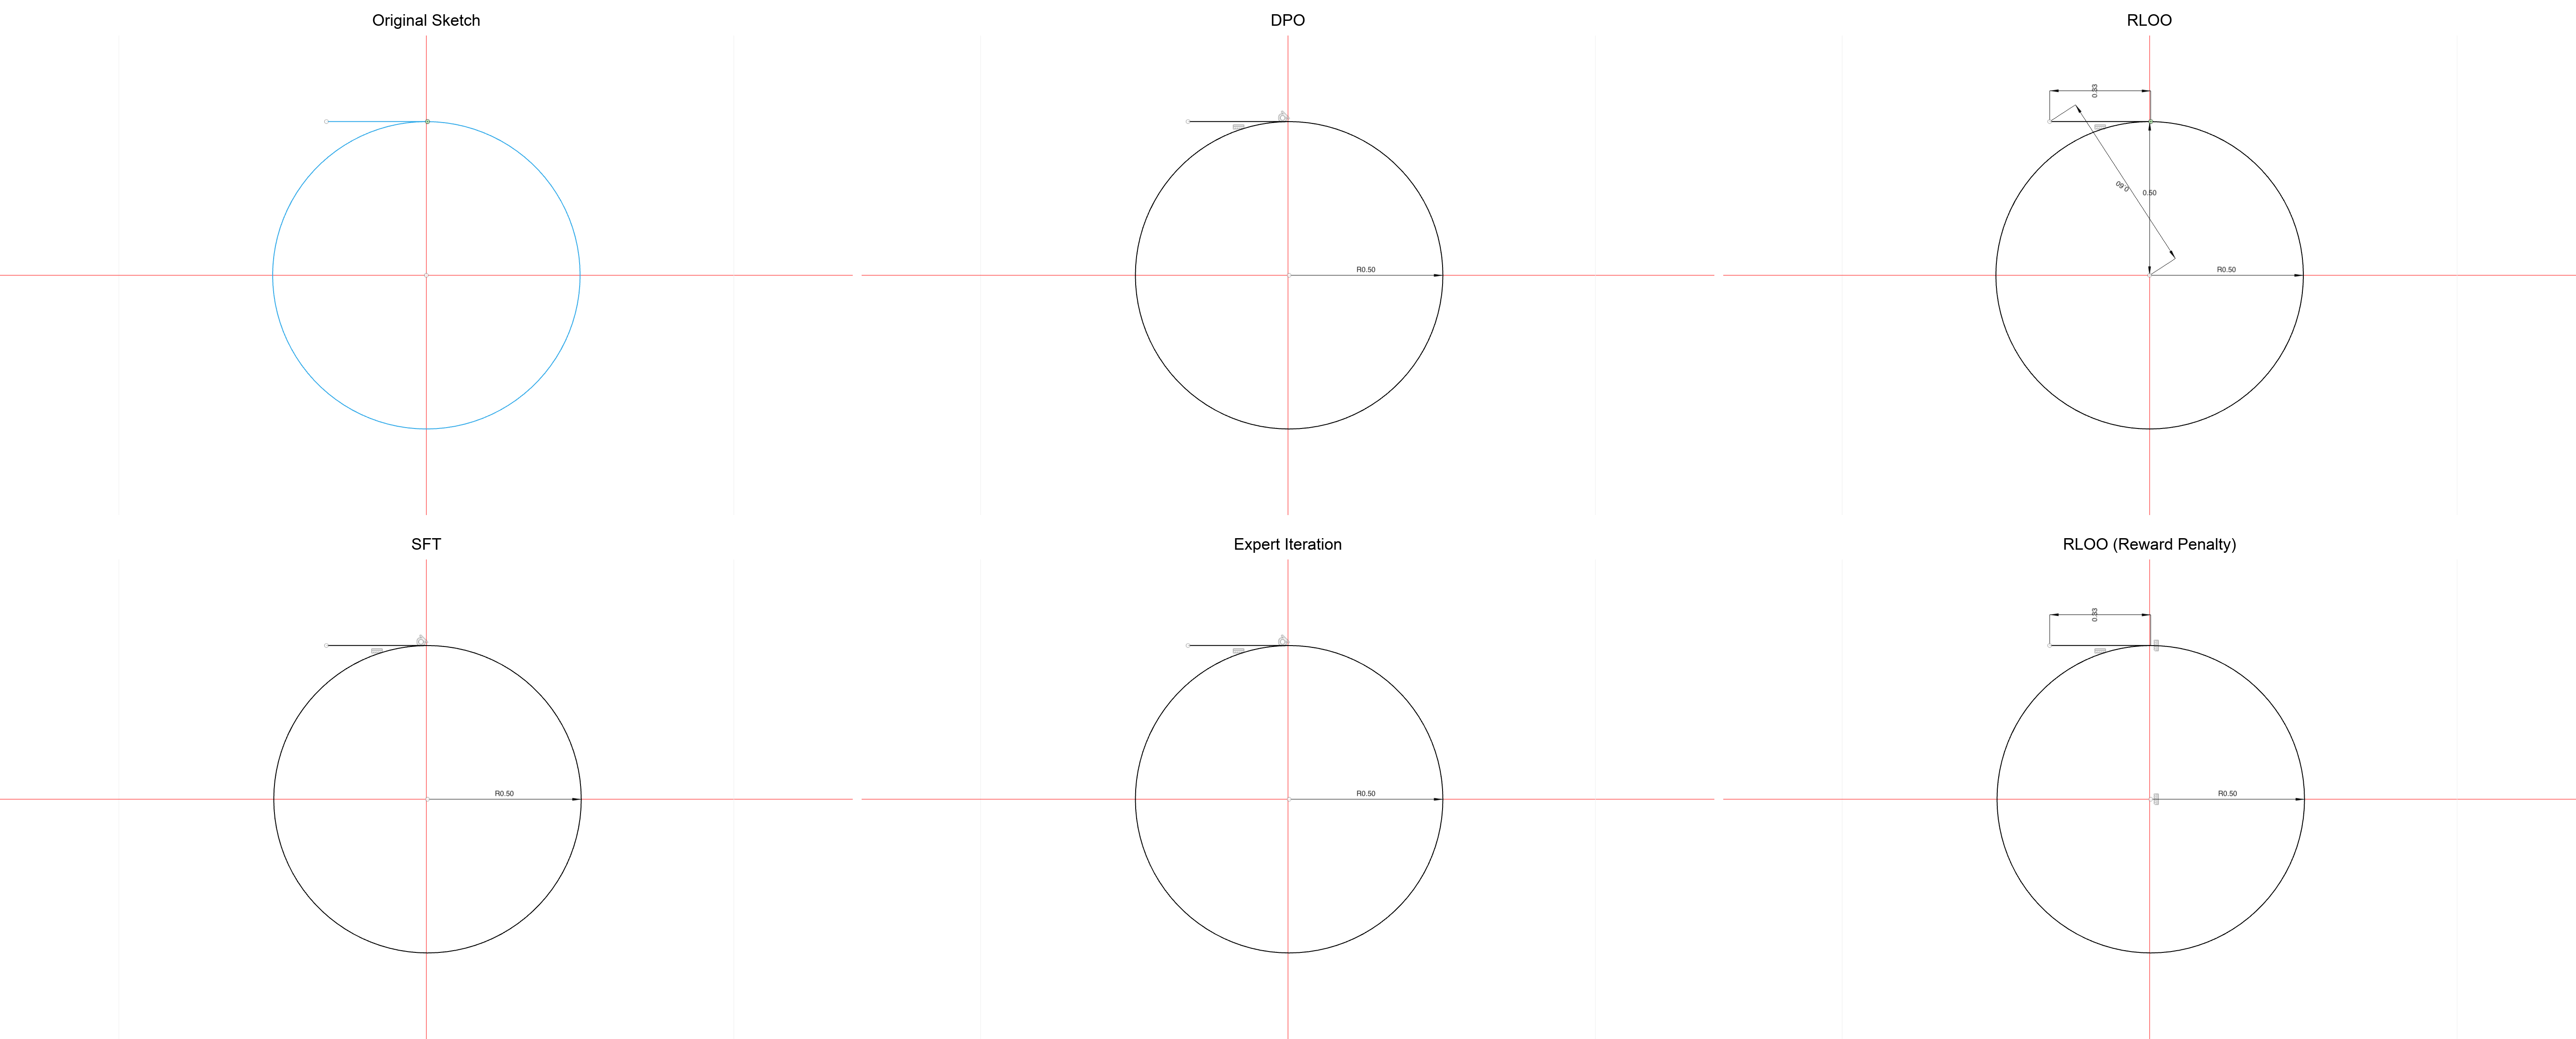 Original Sketch
DPO
R0.50
RLOO
0.33
0.60
0.50
R0.50
SFT
R0.50
Expert Iteration
R0.50
RLOO (Reward Penalty)
0.33
R0.50